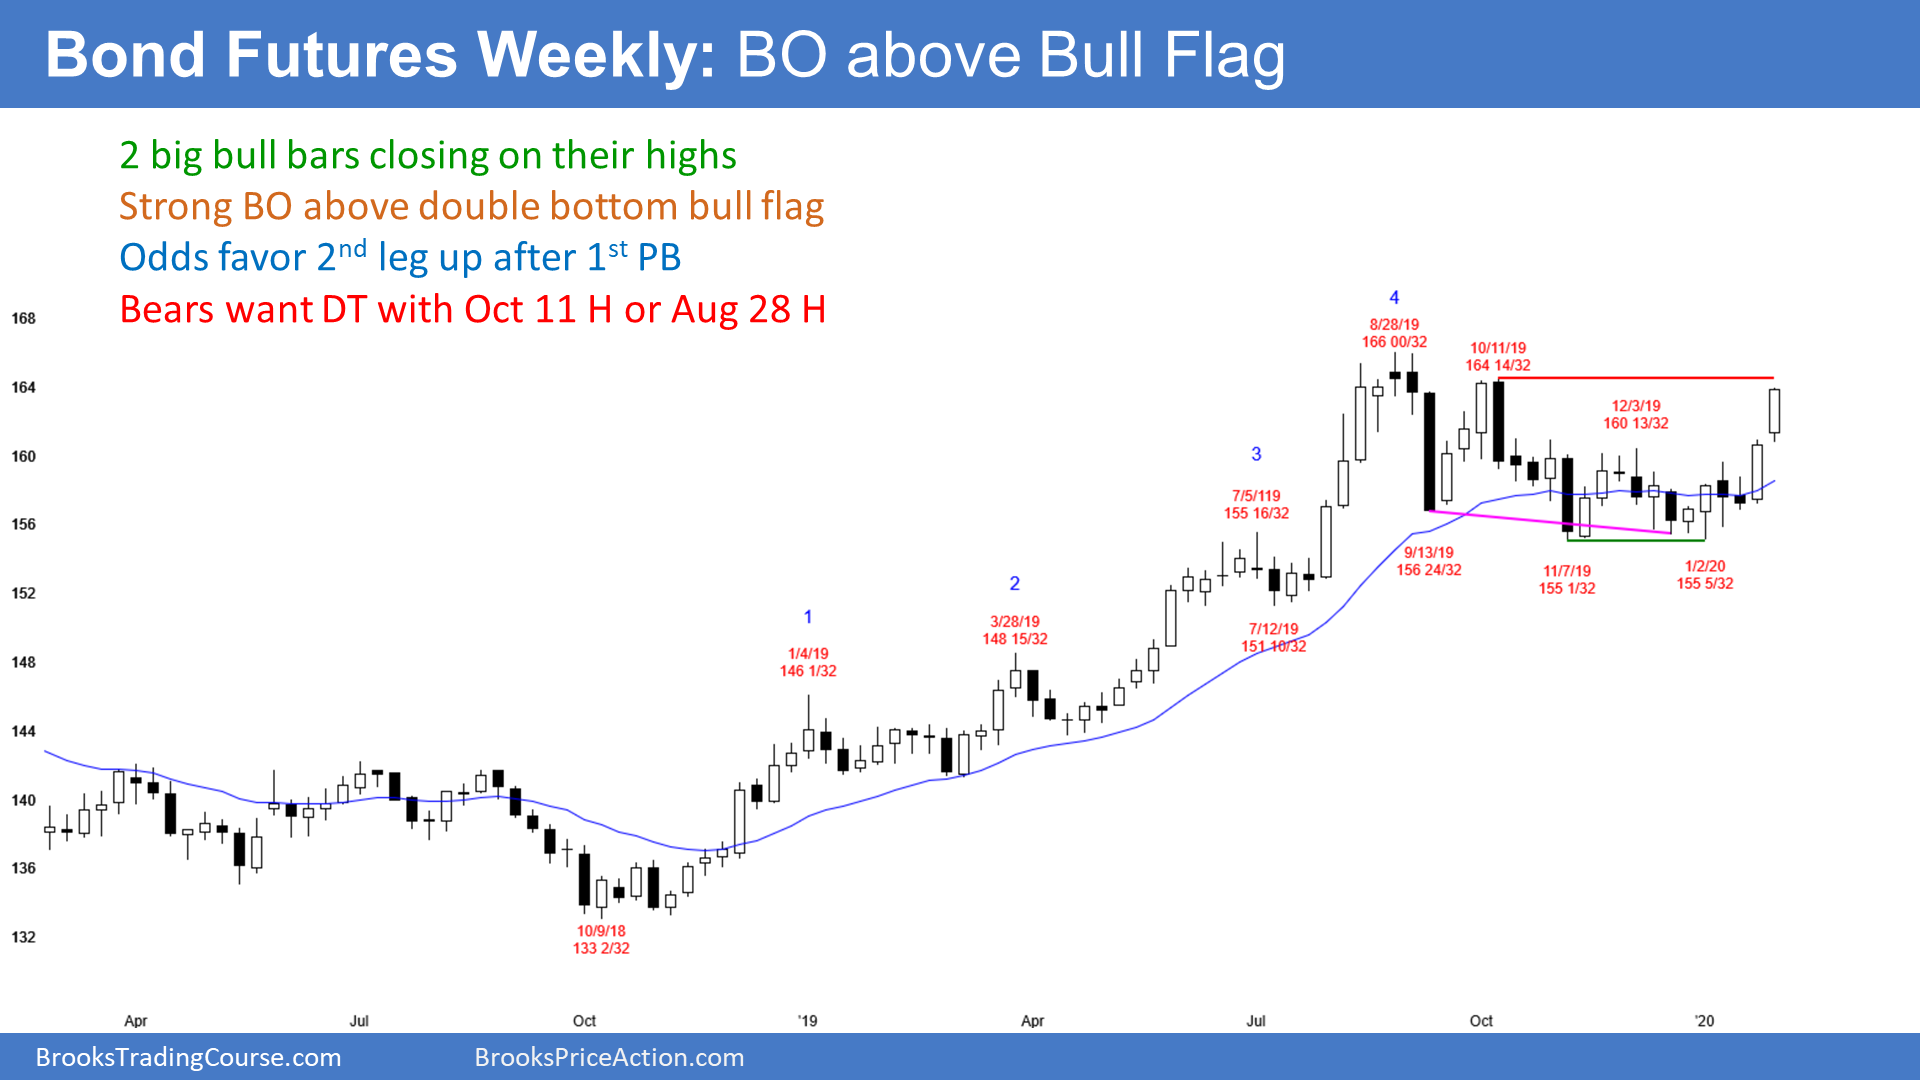 Bond Futures Weekly: BO above Bull Flag
2 big bull bars closing on their highs
Strong BO above double bottom bull flag
Odds favor 2nd leg up after 1st PB
Bears want DT with Oct 11 H or Aug 28 H
168
164
160
156
152
148
144
140
136
132
10/9/18
133 2/32
1
1/4/19
146 1/32
2
3/28/19
148 15/32
3
7/5/119
155 16/32
7/12/19
151 10/32
4
8/28/19
166 00/32
9/13/19
156 24/32
10/11/19
164 14/32
11/7/19
155 1/32
12/3/19
160 13/32
1/2/20
155 5/32
Apr
Jul
Oct
'19
Apr
Jul
Oct
'20
BrooksTradingCourse.com
BrooksPriceAction.com